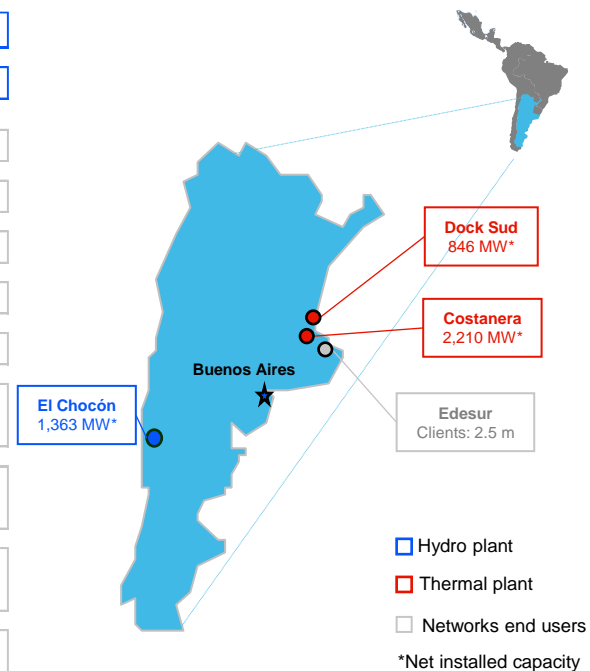 Dock Sud
846 MW*
Costanera
2,210 MW*
Buenos Aires
El Chocón
1,363 MW*
Edesur
Clients: 2.5 m
Hydro plant
Thermal plant
Networks end users
*Net installed capacity